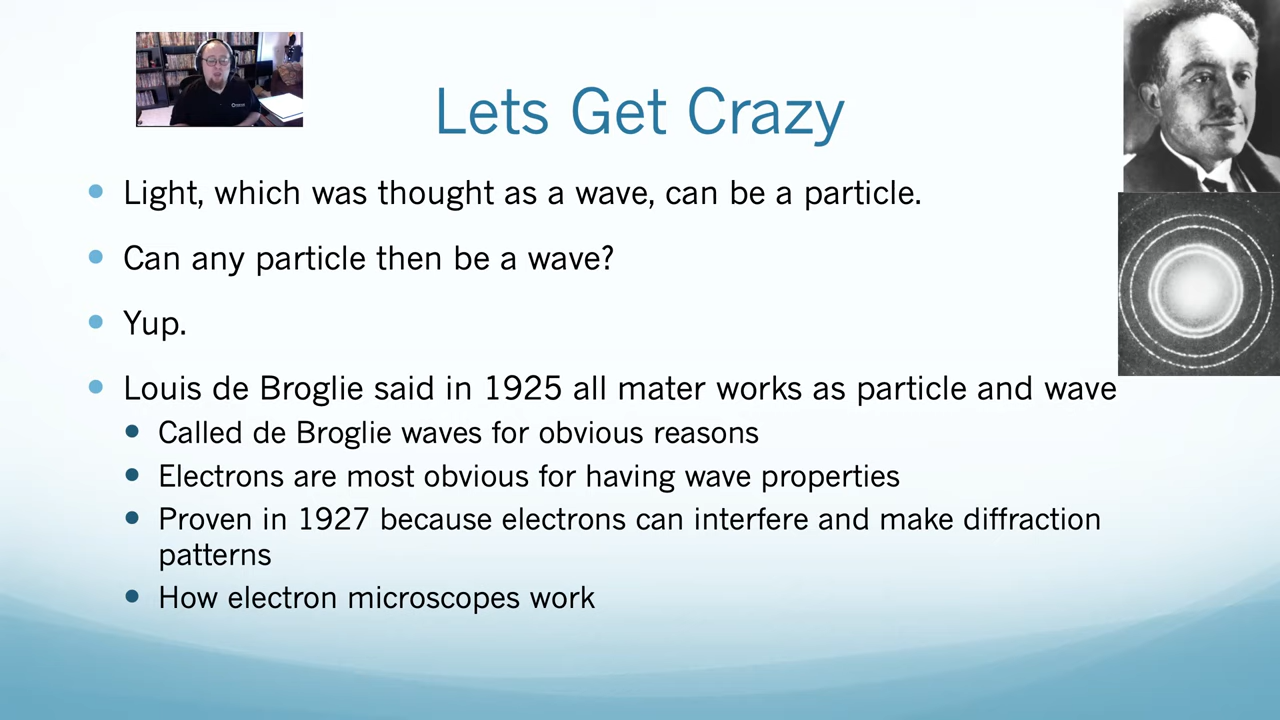 Lets Get Crazy
Light, which was thought as a wave, can be a particle.
Can any particle then be a wave?
Yup.
Louis de Broglie said in 1925 all mater works as particle and wave
Called de Broglie waves for obvious reasons
Electrons are most obvious for having wave properties
Proven in 1927 because electrons can interfere and make diffraction
patterns
How electron microscopes work